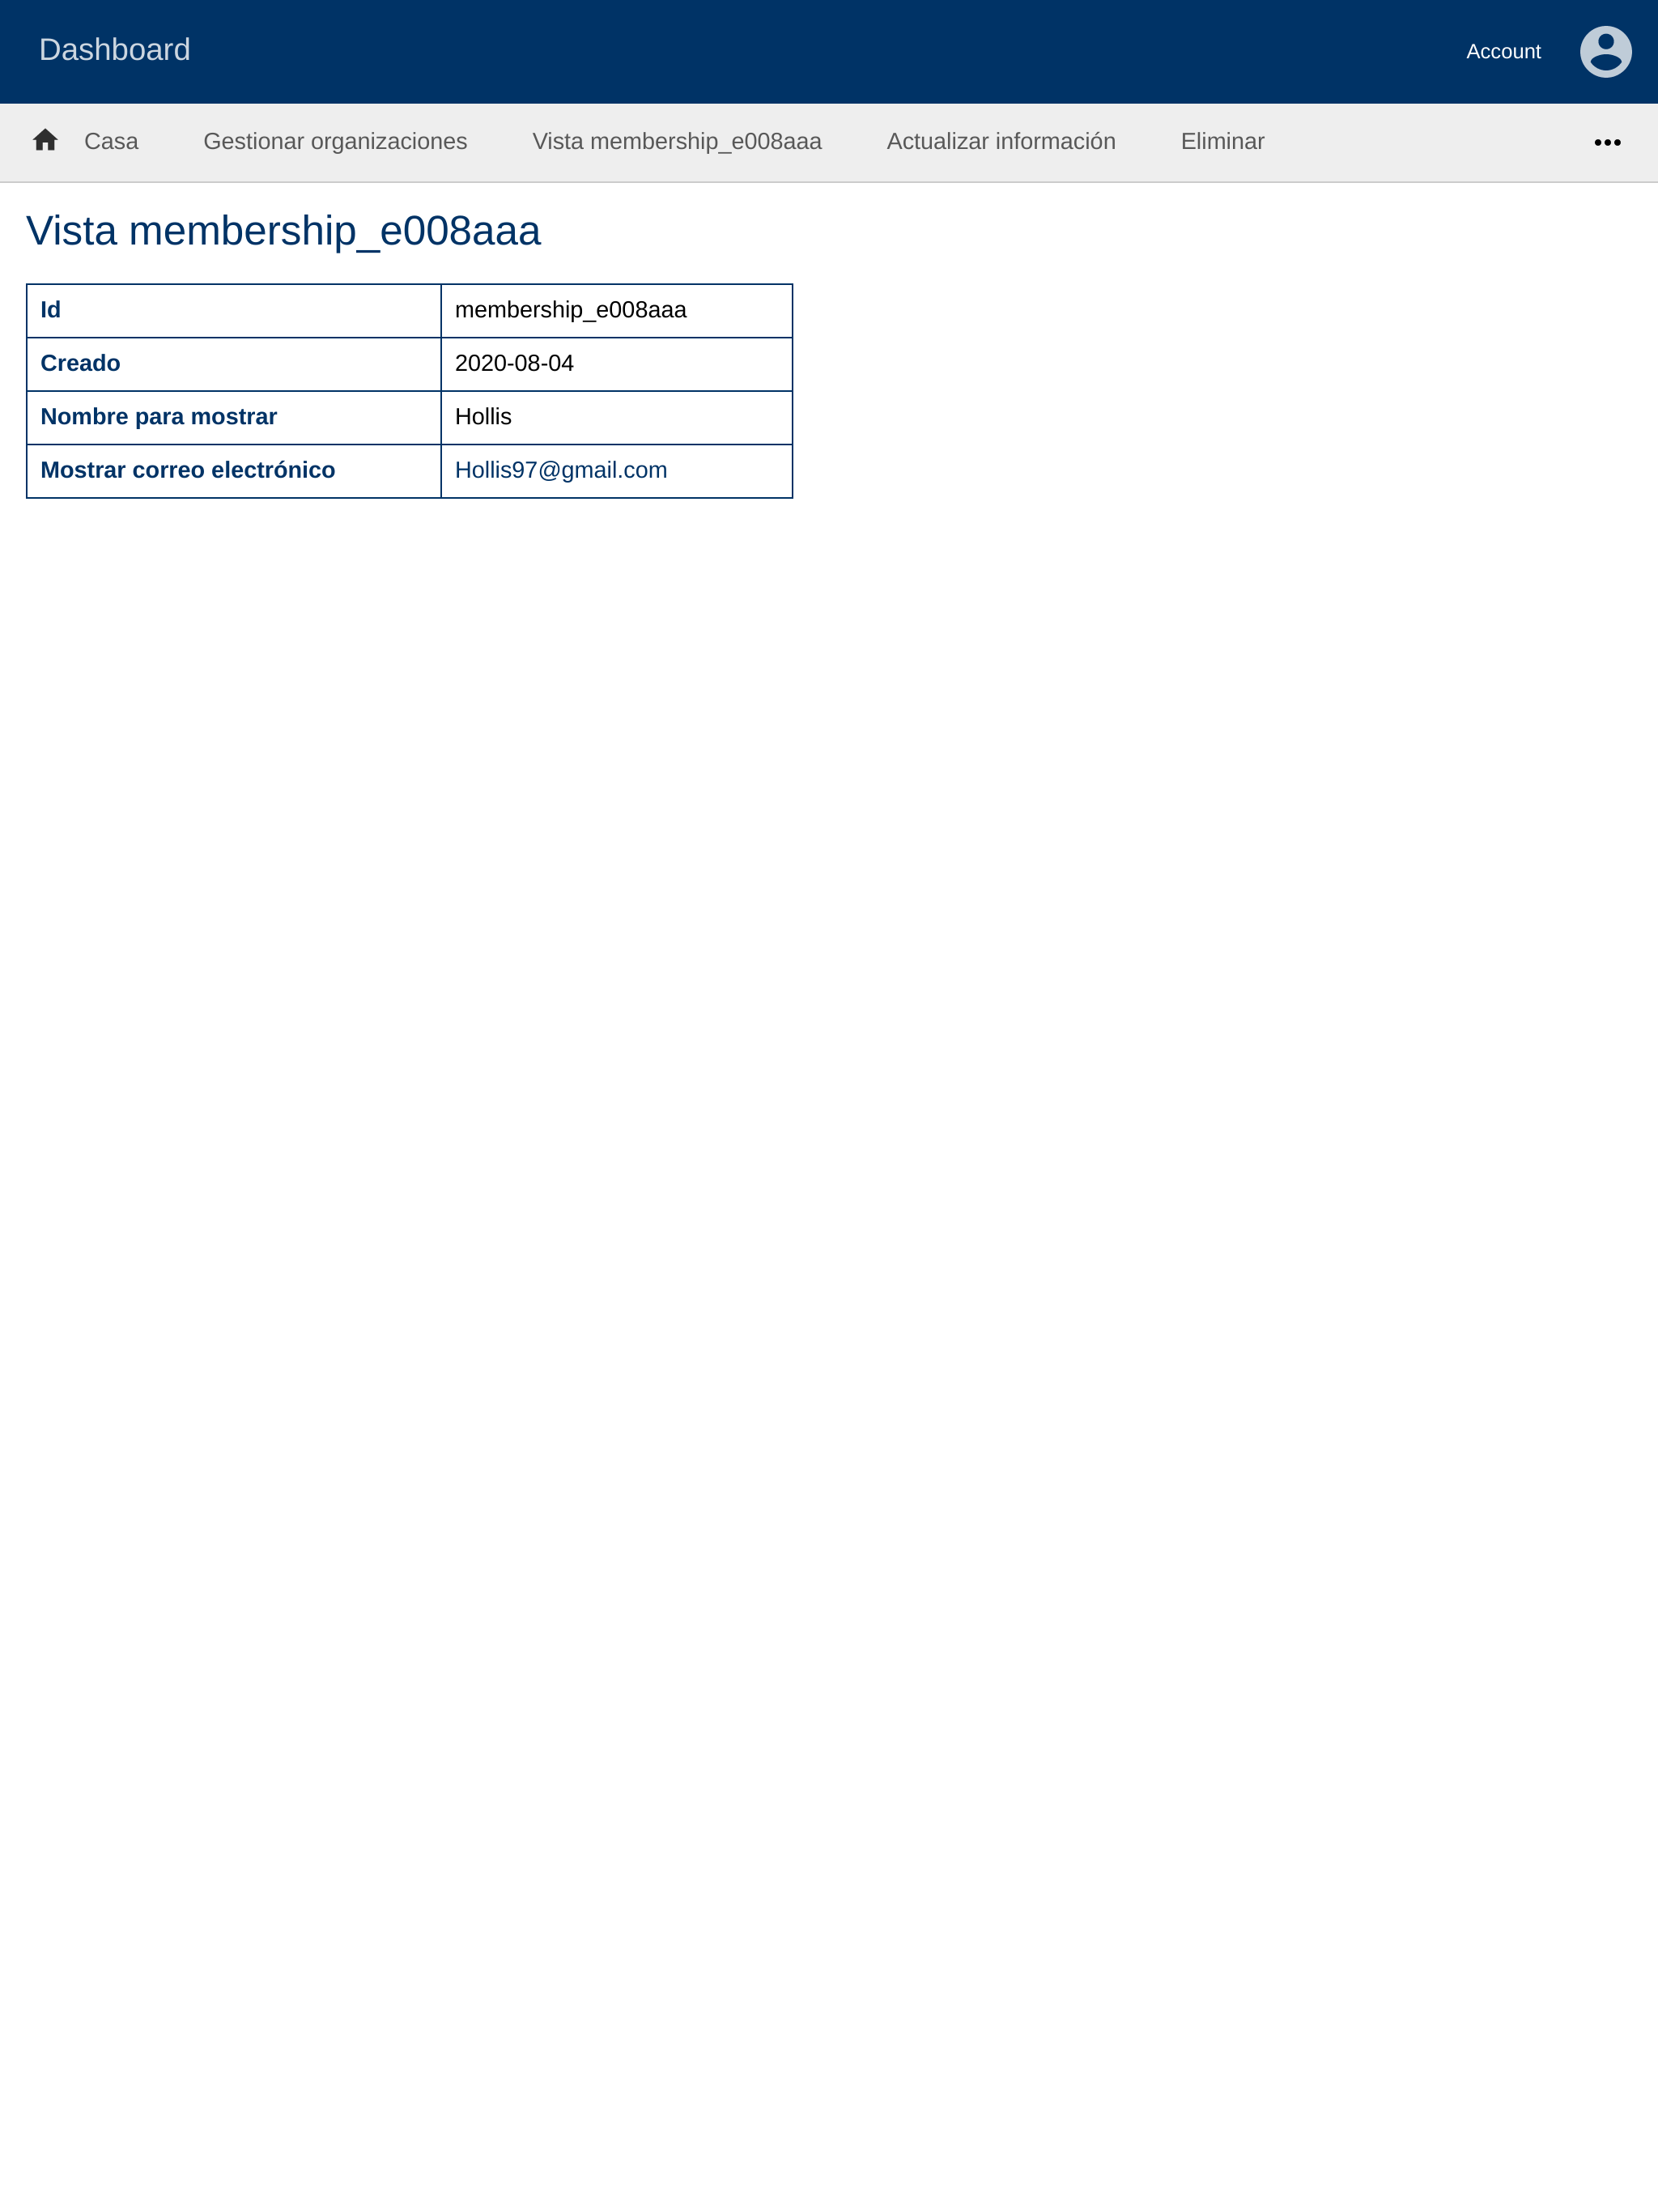 Dashboard Account
Casa Gestionar organizaciones Vista membership_e008aaa Actualizar información Eliminar
Vista membership_e008aaa
Id membership_e008aaa
Creado 2020-08-04
Nombre para mostrar Hollis
Mostrar correo electrónico Hollis97@gmail.com